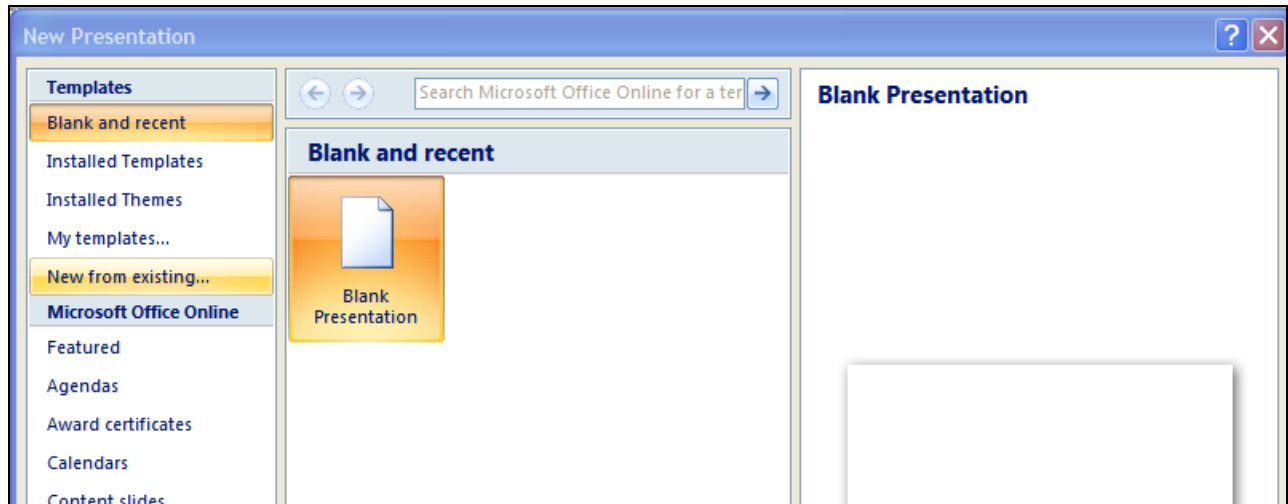 New Presentation
?
Templates
Blank and recent
Installed Templates
Installed Themes
My templates...
New from existing...
Microsoft Office Online
Featured
Agendas
Award certificates
Calendars
Content slides
Search Microsoft Office Online for a ter
Blank and recent
Blank
Presentation
Blank Presentation